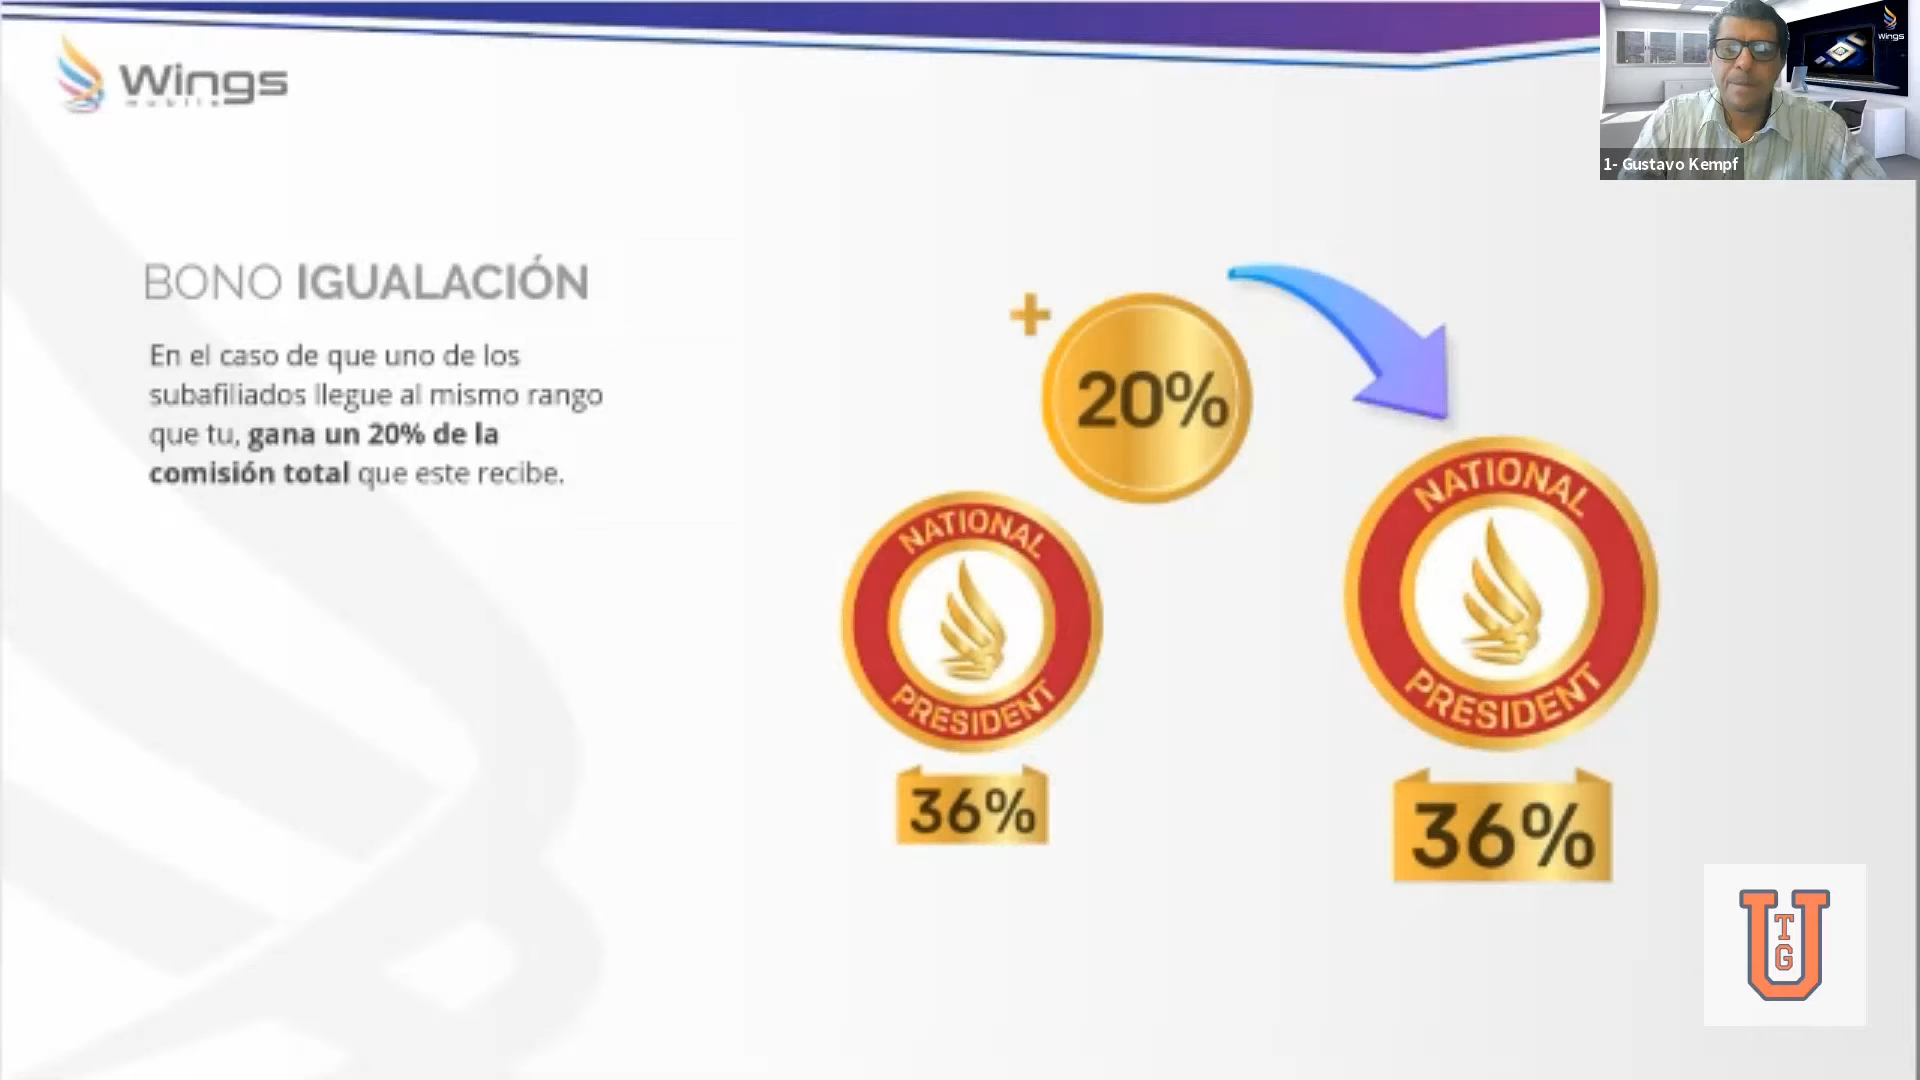 Wings
mobile
Wings
1- Gustavo Kempf
BONO IGUALACIÓN
En el caso de que uno de los
subafiliados llegue al mismo rango
que tu, gana un 20% de la
comisión total que este recibe.
+
20%
NATIONAL
PRESIDENT
36%
NATIONAL
PRESIDENT
36%
U
T
G